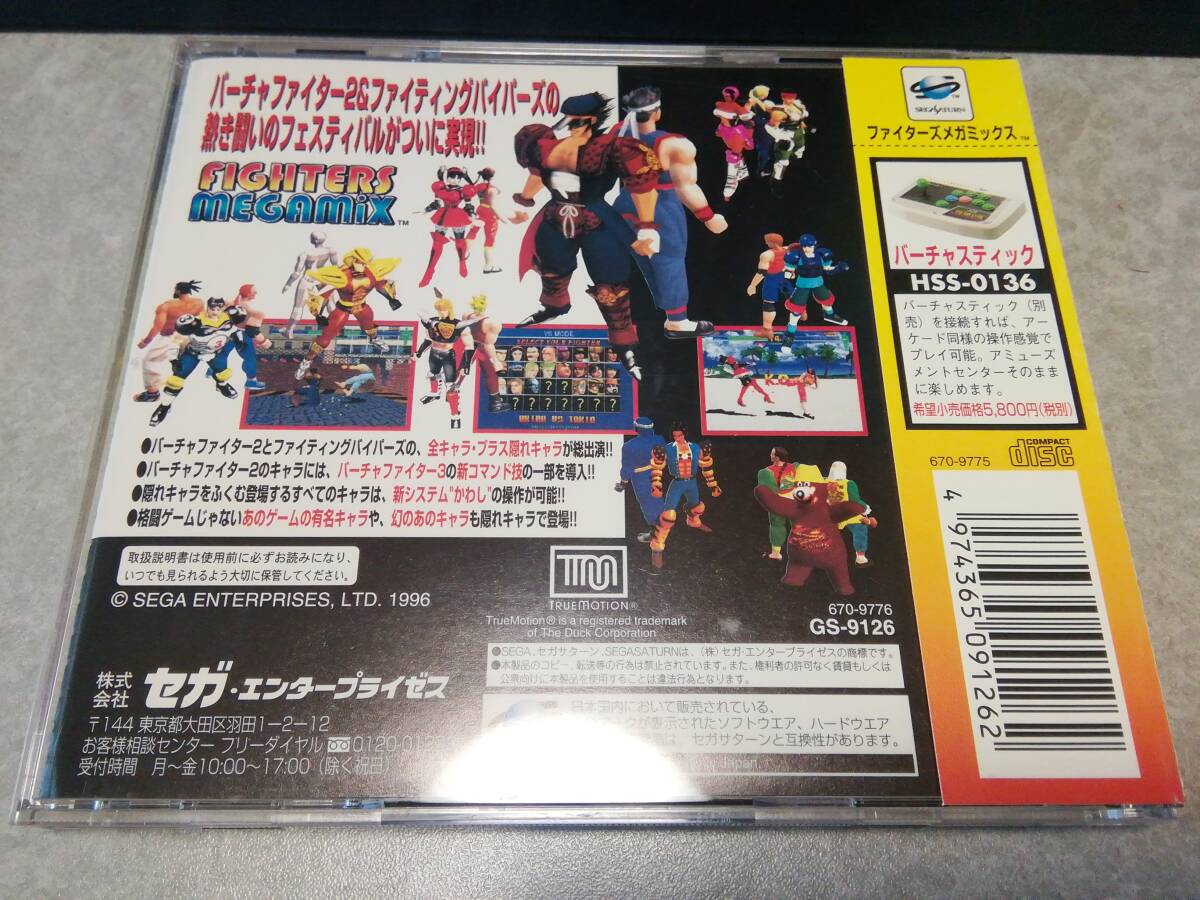 バーチャファイター2&ファイティングバイパーズの
熱き闘いのフェスティバルがついに実現!!
FIGHTERS
MEGAMiX™
VS MODE
SELECT YOUR FIGHTER
AKIRA VS TOKIO
K.O.
●バーチャファイター2とファイティングバイパーズの、全キャラ・プラス隠れキャラが総出演!!
●バーチャファイター2のキャラには、バーチャファイター3の新コマンド技の一部を導入!!
●隠れキャラをふくむ登場するすべてのキャラは、新システム"かわし"の操作が可能!!
●格闘ゲームじゃないあのゲームの有名キャラや、幻のあのキャラも隠れキャラで登場!!
取扱説明書は使用前に必ずお読みになり、
いつでも見られるよう大切に保管してください。
© SEGA ENTERPRISES, LTD. 1996
TM
TRUEMOTION®
TrueMotion® is a registered trademark
of The Duck Corporation
670-9776
GS-9126
●SEGA、セガサターン、SEGASATURNは、(株)セガ・エンタープライゼスの商標です。
●本製品のコピー、転送等の行為は禁止されています。また、権利者の許可なく賃貸もしくは
公衆向けに本製品を使用することは違法行為となります。
日本国内において販売されている、
が表示されたソフトウエア、ハードウエア
は、セガサターンと互換性があります。
Japan.
株式会社 セガ・エンタープライゼス
〒144 東京都大田区羽田1-2-12
お客様相談センター フリーダイヤル 0120-01
受付時間 月~金10:00~17:00(除く祝日)
SEGA SATURN™
ファイターズメガミックス™
バーチャスティック
HSS-0136
バーチャスティック(別
売)を接続すれば、アー
ケード同様の操作感覚で
プレイ可能。アミューズ
メントセンターそのまま
に楽しめます。
希望小売価格5,800円(税別)
670-9775
COMPACT
disc
4 974365 091262